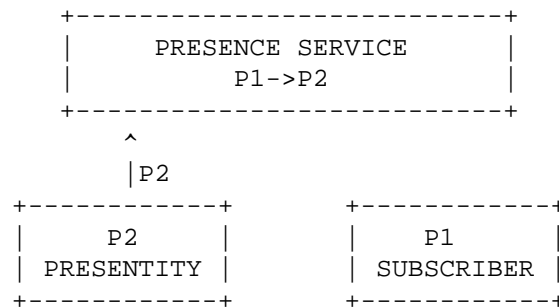 +---------------------------+
|     PRESENCE SERVICE      |
|          P1->P2           |
+---------------------------+
^
|P2
+------------+ +------------+
| P2 | | P1 |
| PRESENTITY | | SUBSCRIBER |
+------------+ +------------+